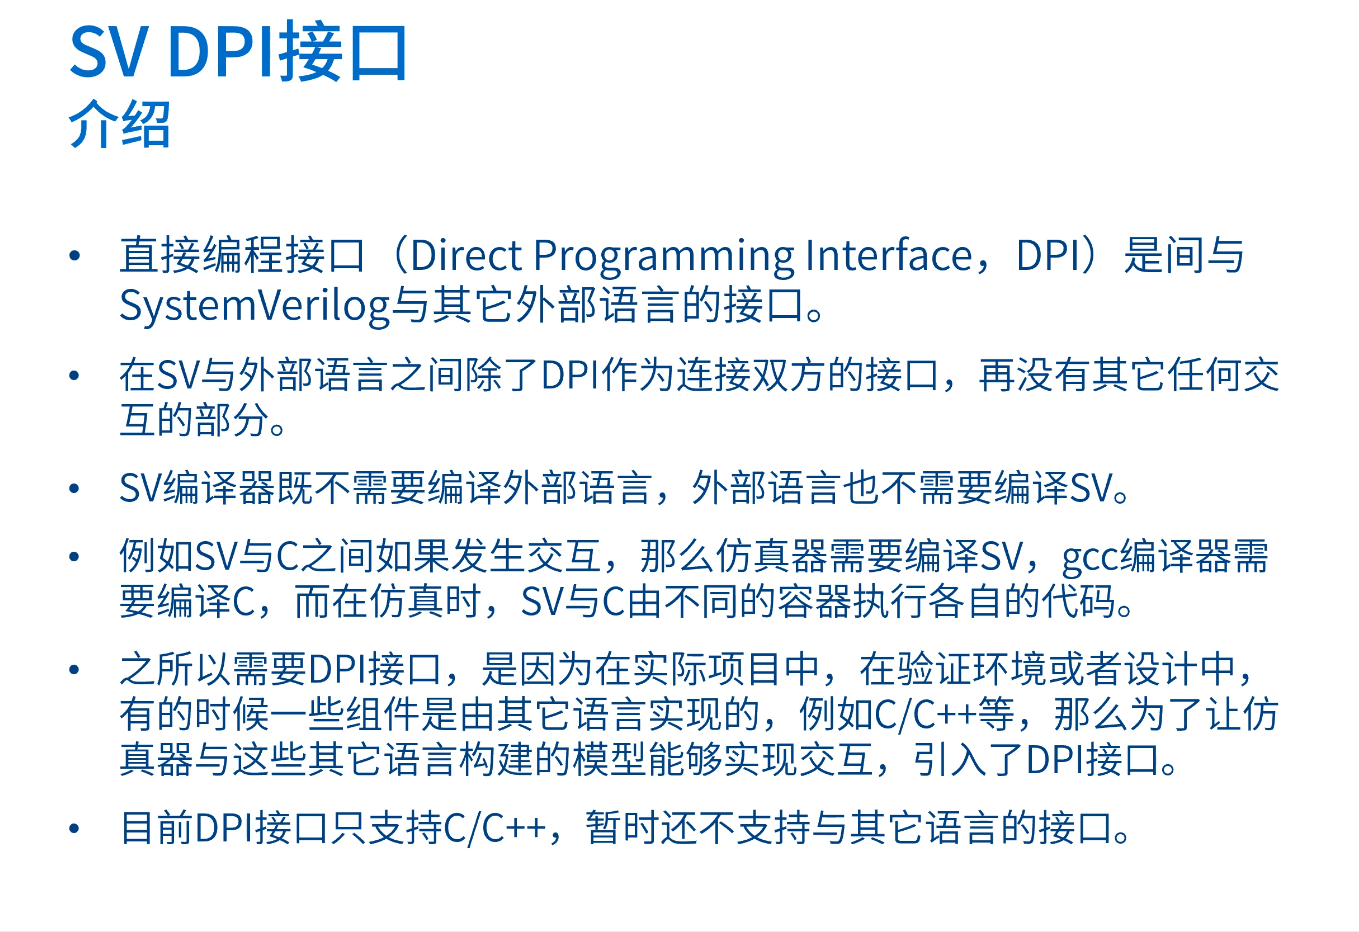 SV DPI接口
介绍
• 直接编程接口（Direct Programming Interface，DPI）是间与
SystemVerilog与其它外部语言的接口。
• 在SV与外部语言之间除了DPI作为连接双方的接口，再没有其它任何交
互的部分。
• SV编译器既不需要编译外部语言，外部语言也不需要编译SV。
• 例如SV与C之间如果发生交互，那么仿真器需要编译SV，gcc编译器需
要编译C，而在仿真时，SV与C由不同的容器执行各自的代码。
• 之所以需要DPI接口，是因为在实际项目中，在验证环境或者设计中，
有的时候一些组件是由其它语言实现的，例如C/C++等，那么为了让仿
真器与这些其它语言构建的模型能够实现交互，引入了DPI接口。
• 目前DPI接口只支持C/C++，暂时还不支持与其它语言的接口。